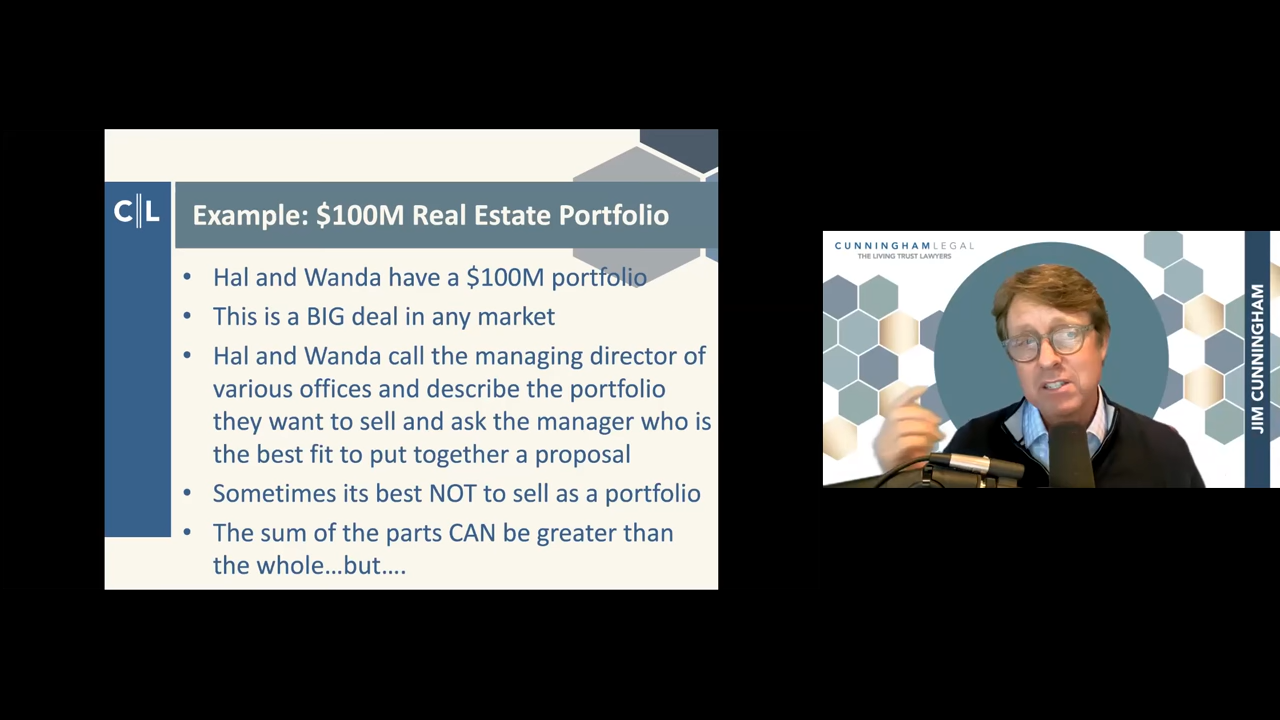 C||L
Example: $100M Real Estate Portfolio
• Hal and Wanda have a $100M portfolio
• This is a BIG deal in any market
• Hal and Wanda call the managing director of
various offices and describe the portfolio
they want to sell and ask the manager who is
the best fit to put together a proposal
• Sometimes its best NOT to sell as a portfolio
• The sum of the parts CAN be greater than
the whole...but....
CUNNINGHAMLEGAL
THE LIVING TRUST LAWYERS
JIM CUNNINGHAM